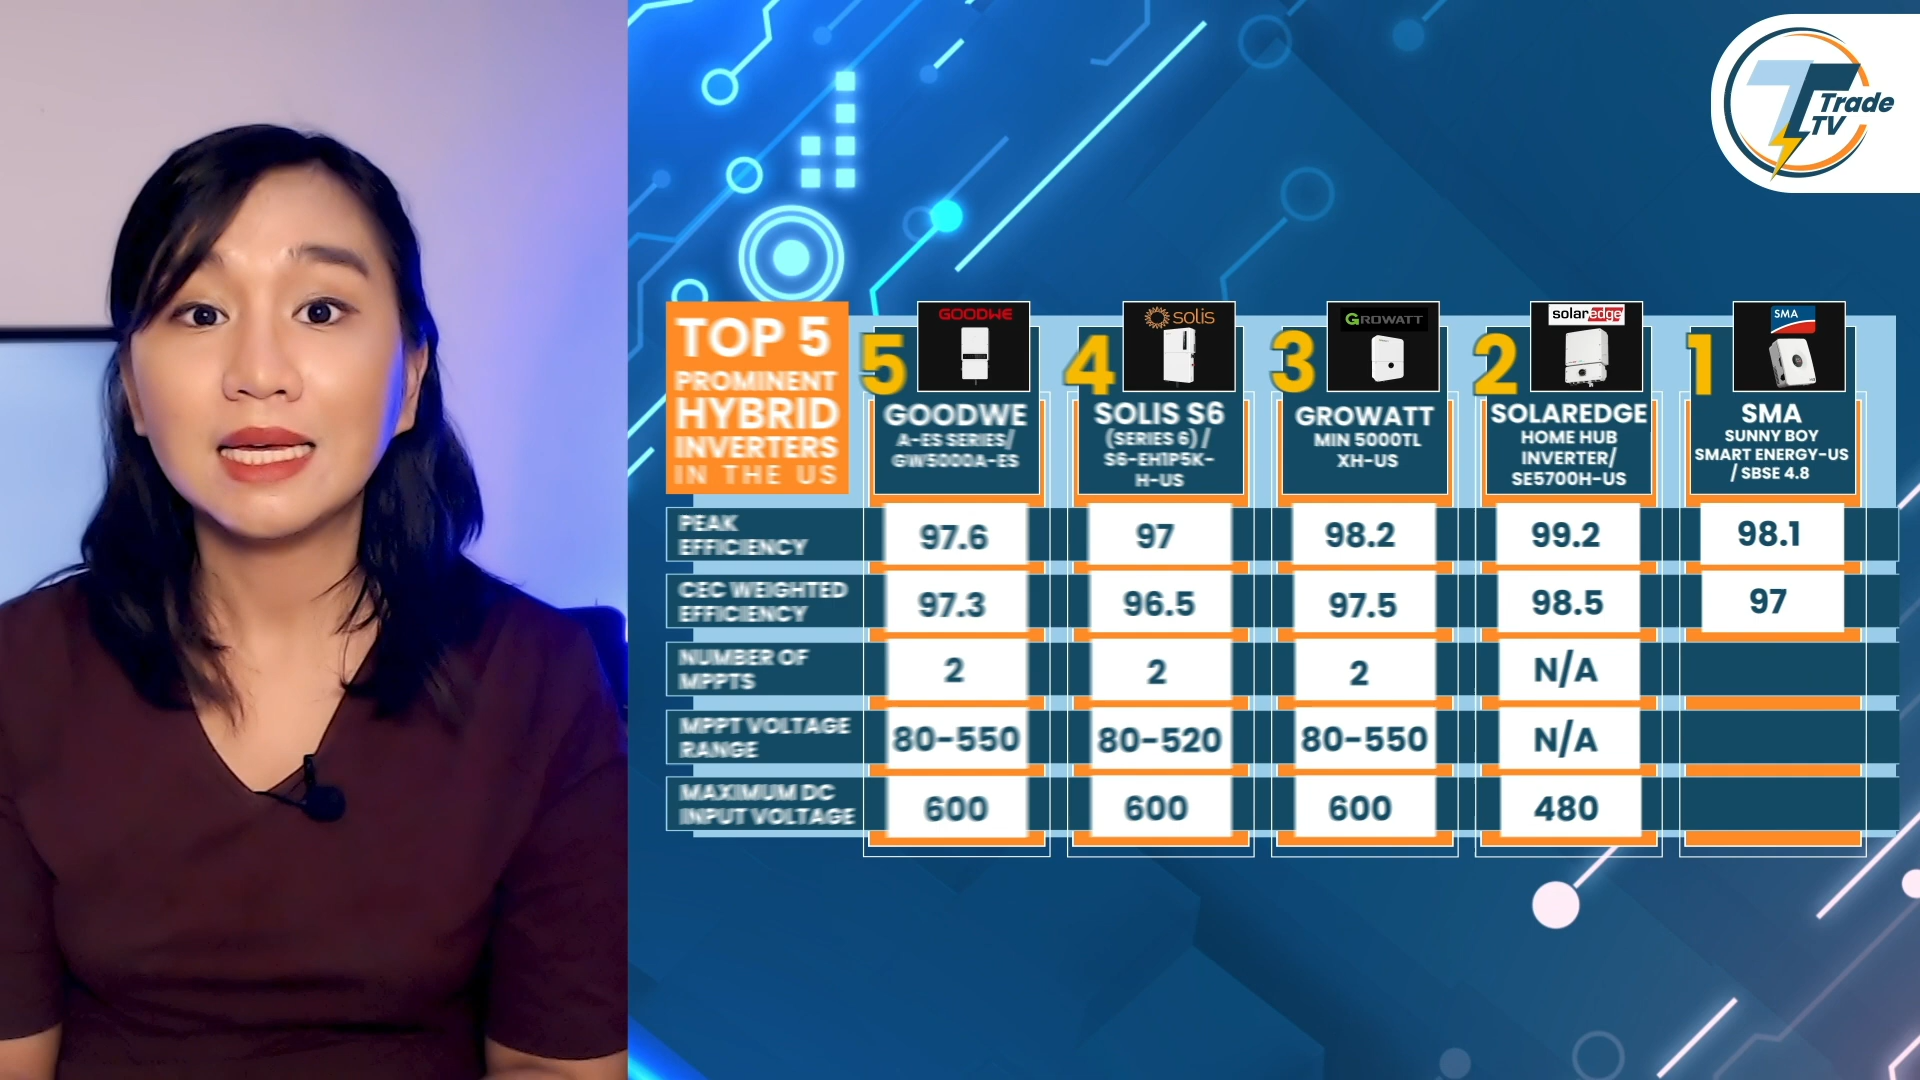 Trade
TV
TOP 5
PROMINENT
HYBRID
INVERTERS
IN THE US
5
GOODWE
GOODWE
A-ES SERIES/
GW5000A-ES
4
solis
SOLIS S6
(SERIES 6) /
S6-EH1P5K-
H-US
3
GROWATT
GROWATT
MIN 5000TL
XH-US
2
solaredge
SOLAREDGE
HOME HUB
INVERTER/
SE5700H-US
1
SMA
SMA
SUNNY BOY
SMART ENERGY-US
/ SBSE 4.8
PEAK
EFFICIENCY
97.6
97
98.2
99.2
98.1
CEC WEIGHTED
EFFICIENCY
97.3
96.5
97.5
98.5
97
NUMBER OF
MPPTS
2
2
2
N/A
MPPT VOLTAGE
RANGE
80-550
80-520
80-550
N/A
MAXIMUM DC
INPUT VOLTAGE
600
600
600
480